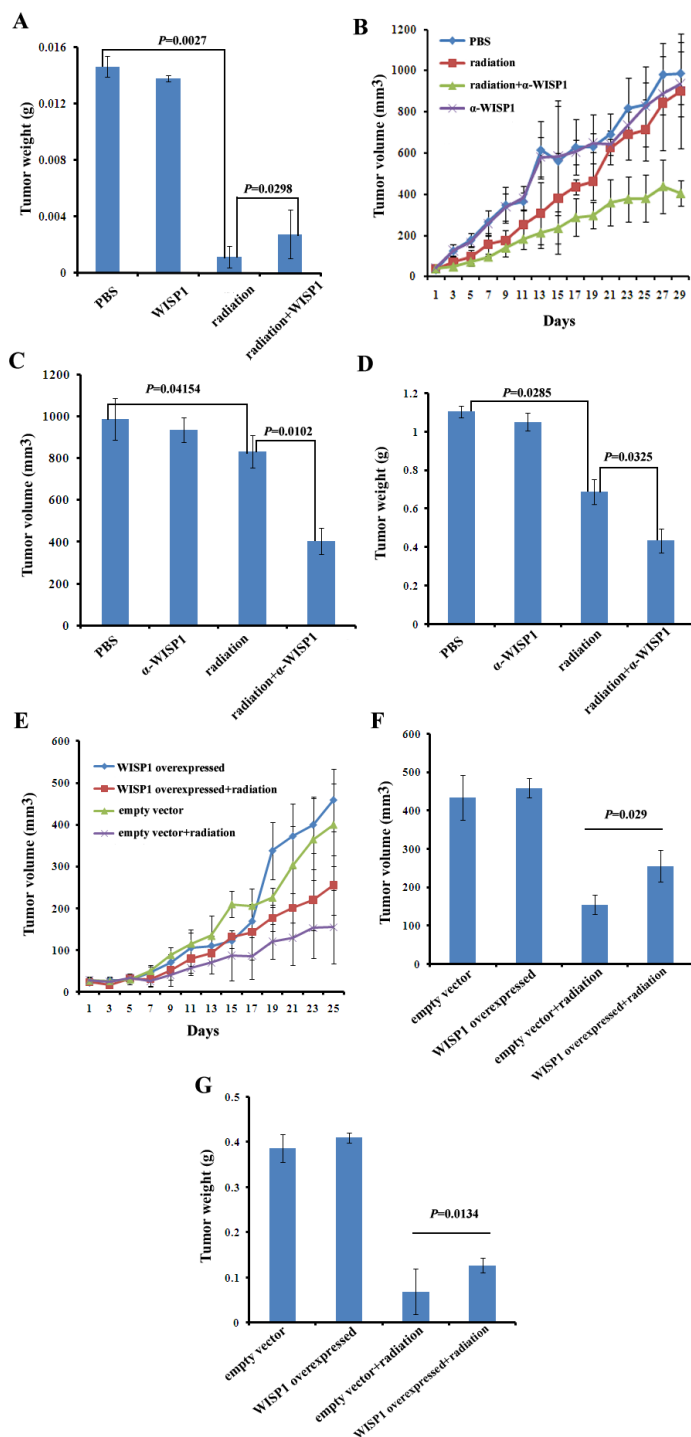 A
P=0.0027
P=0.0298
Tumor weight (g)
0.016
0.012
0.008
0.004
0
PBS
WISP1
radiation
radiation+WISP1
B
PBS
radiation
radiation+α-WISP1
α-WISP1
Tumor volume (mm3)
1200
1000
800
600
400
200
0
1 3 5 7 9 11 13 15 17 19 21 23 25 27 29
Days
C
P=0.04154
P=0.0102
Tumor volume (mm3)
1200
1000
800
600
400
200
0
PBS
α-WISP1
radiation
radiation+α-WISP1
D
P=0.0285
P=0.0325
Tumor weight (g)
1.2
1
0.8
0.6
0.4
0.2
0
PBS
α-WISP1
radiation
radiation+α-WISP1
E
WISP1 overexpressed
WISP1 overexpressed+radiation
empty vector
empty vector+radiation
Tumor volume (mm3)
600
500
400
300
200
100
0
1 3 5 7 9 11 13 15 17 19 21 23 25
Days
F
P=0.029
Tumor volume (mm3)
600
500
400
300
200
100
0
empty vector
WISP1 overexpressed
empty vector+radiation
WISP1 overexpressed+radiation
G
P=0.0134
Tumor weight (g)
0.5
0.4
0.3
0.2
0.1
0
empty vector
WISP1 overexpressed
empty vector+radiation
WISP1 overexpressed+radiation